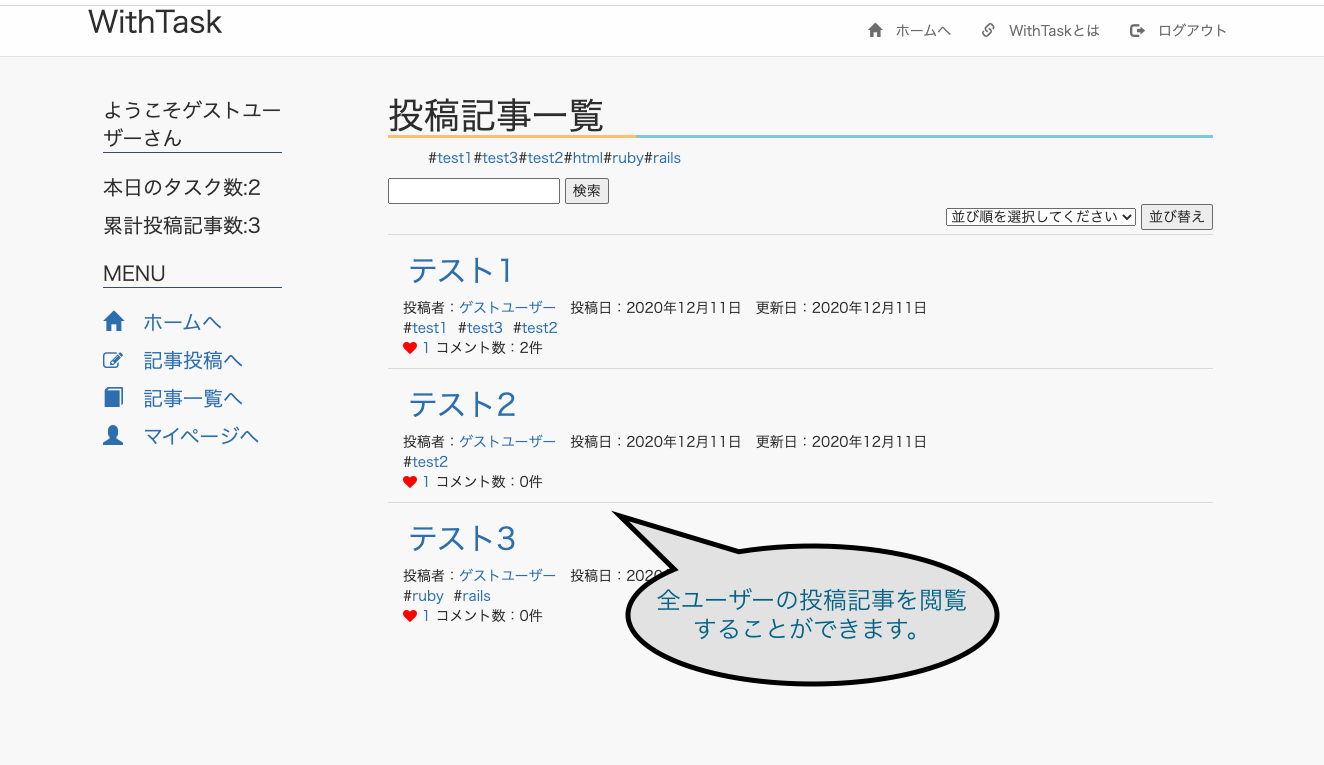 WithTask
ホームへ WithTaskとは ログアウト
ようこそゲストユー
ザーさん
本日のタスク数:2
累計投稿記事数:3
MENU
ホームへ
記事投稿へ
記事一覧へ
マイページへ
投稿記事一覧
#test1#test3#test2#html#ruby#rails
検索
並び順を選択してください 並び替え
テスト1
投稿者：ゲストユーザー 投稿日：2020年12月11日 更新日：2020年12月11日
#test1 #test3 #test2
1 コメント数：2件
テスト2
投稿者：ゲストユーザー 投稿日：2020年12月11日 更新日：2020年12月11日
#test2
1 コメント数：0件
テスト3
投稿者：ゲストユーザー 投稿日：202
#ruby #rails
1 コメント数：0件
全ユーザーの投稿記事を閲覧
することができます。